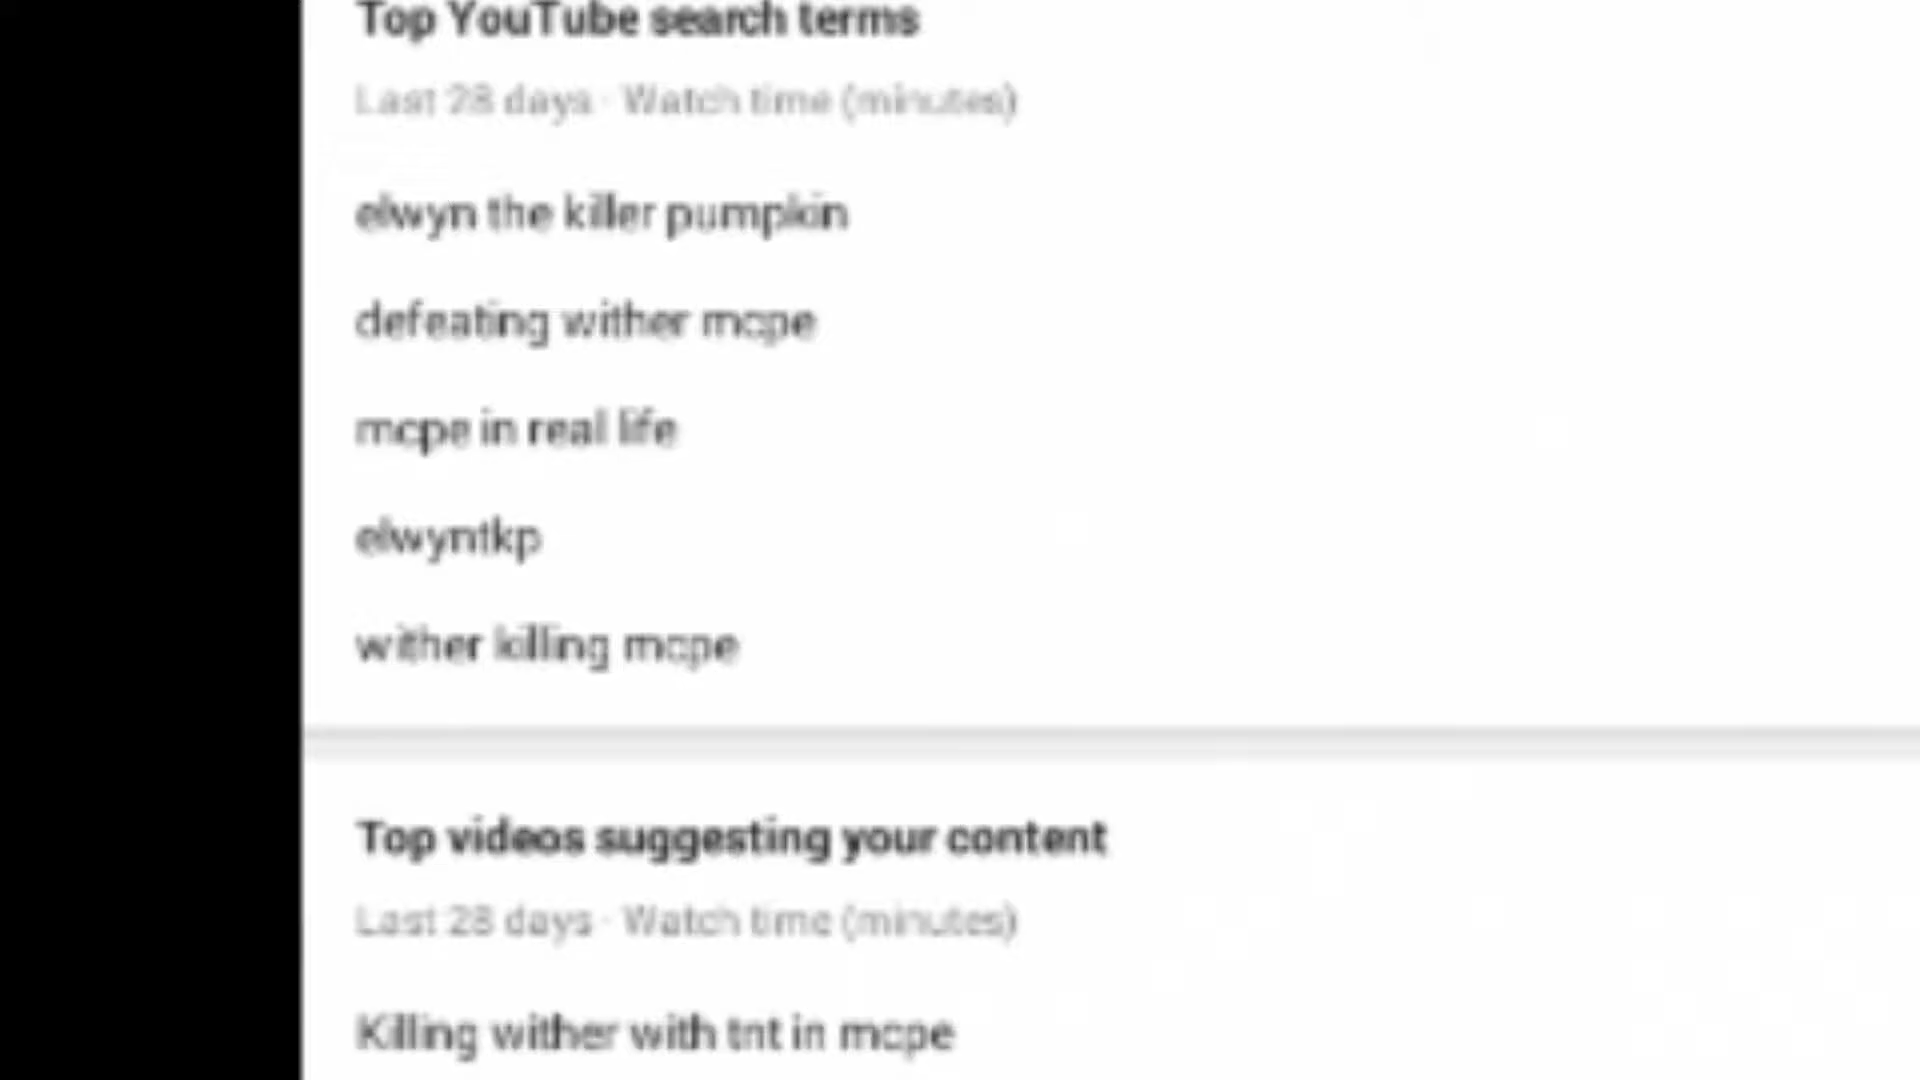 Top YouTube search terms
Last 28 days · Watch time (minutes)
elwyn the killer pumpkin
defeating wither mcpe
mcpe in real life
elwyntkp
wither killing mcpe
Top videos suggesting your content
Last 28 days · Watch time (minutes)
Killing wither with tnt in mcpe